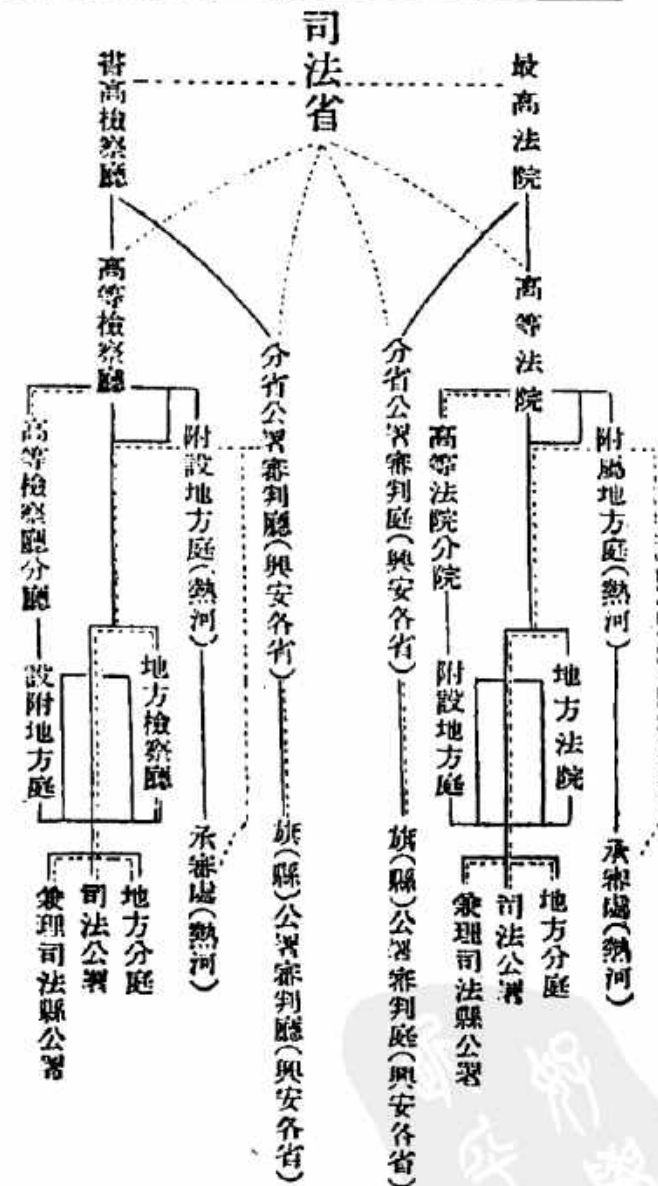 司法省
最高法院
高等法院
附屬地方庭(熱河)
承審處(熱河)
高等法院分院
附設地方庭
地方法院
地方分庭
司法公署
兼理司法縣公署
分省公署審判庭(興安各省)
旗(縣)公署審判庭(興安各省)
分省公署審判廳(興安各省)
旗(縣)公署審判廳(興安各省)
高檢察廳
高等檢察廳
附設地方庭(熱河)
承審處(熱河)
高等檢察廳分廳
設附地方庭
地方檢察廳
地方分庭
司法公署
兼理司法縣公署